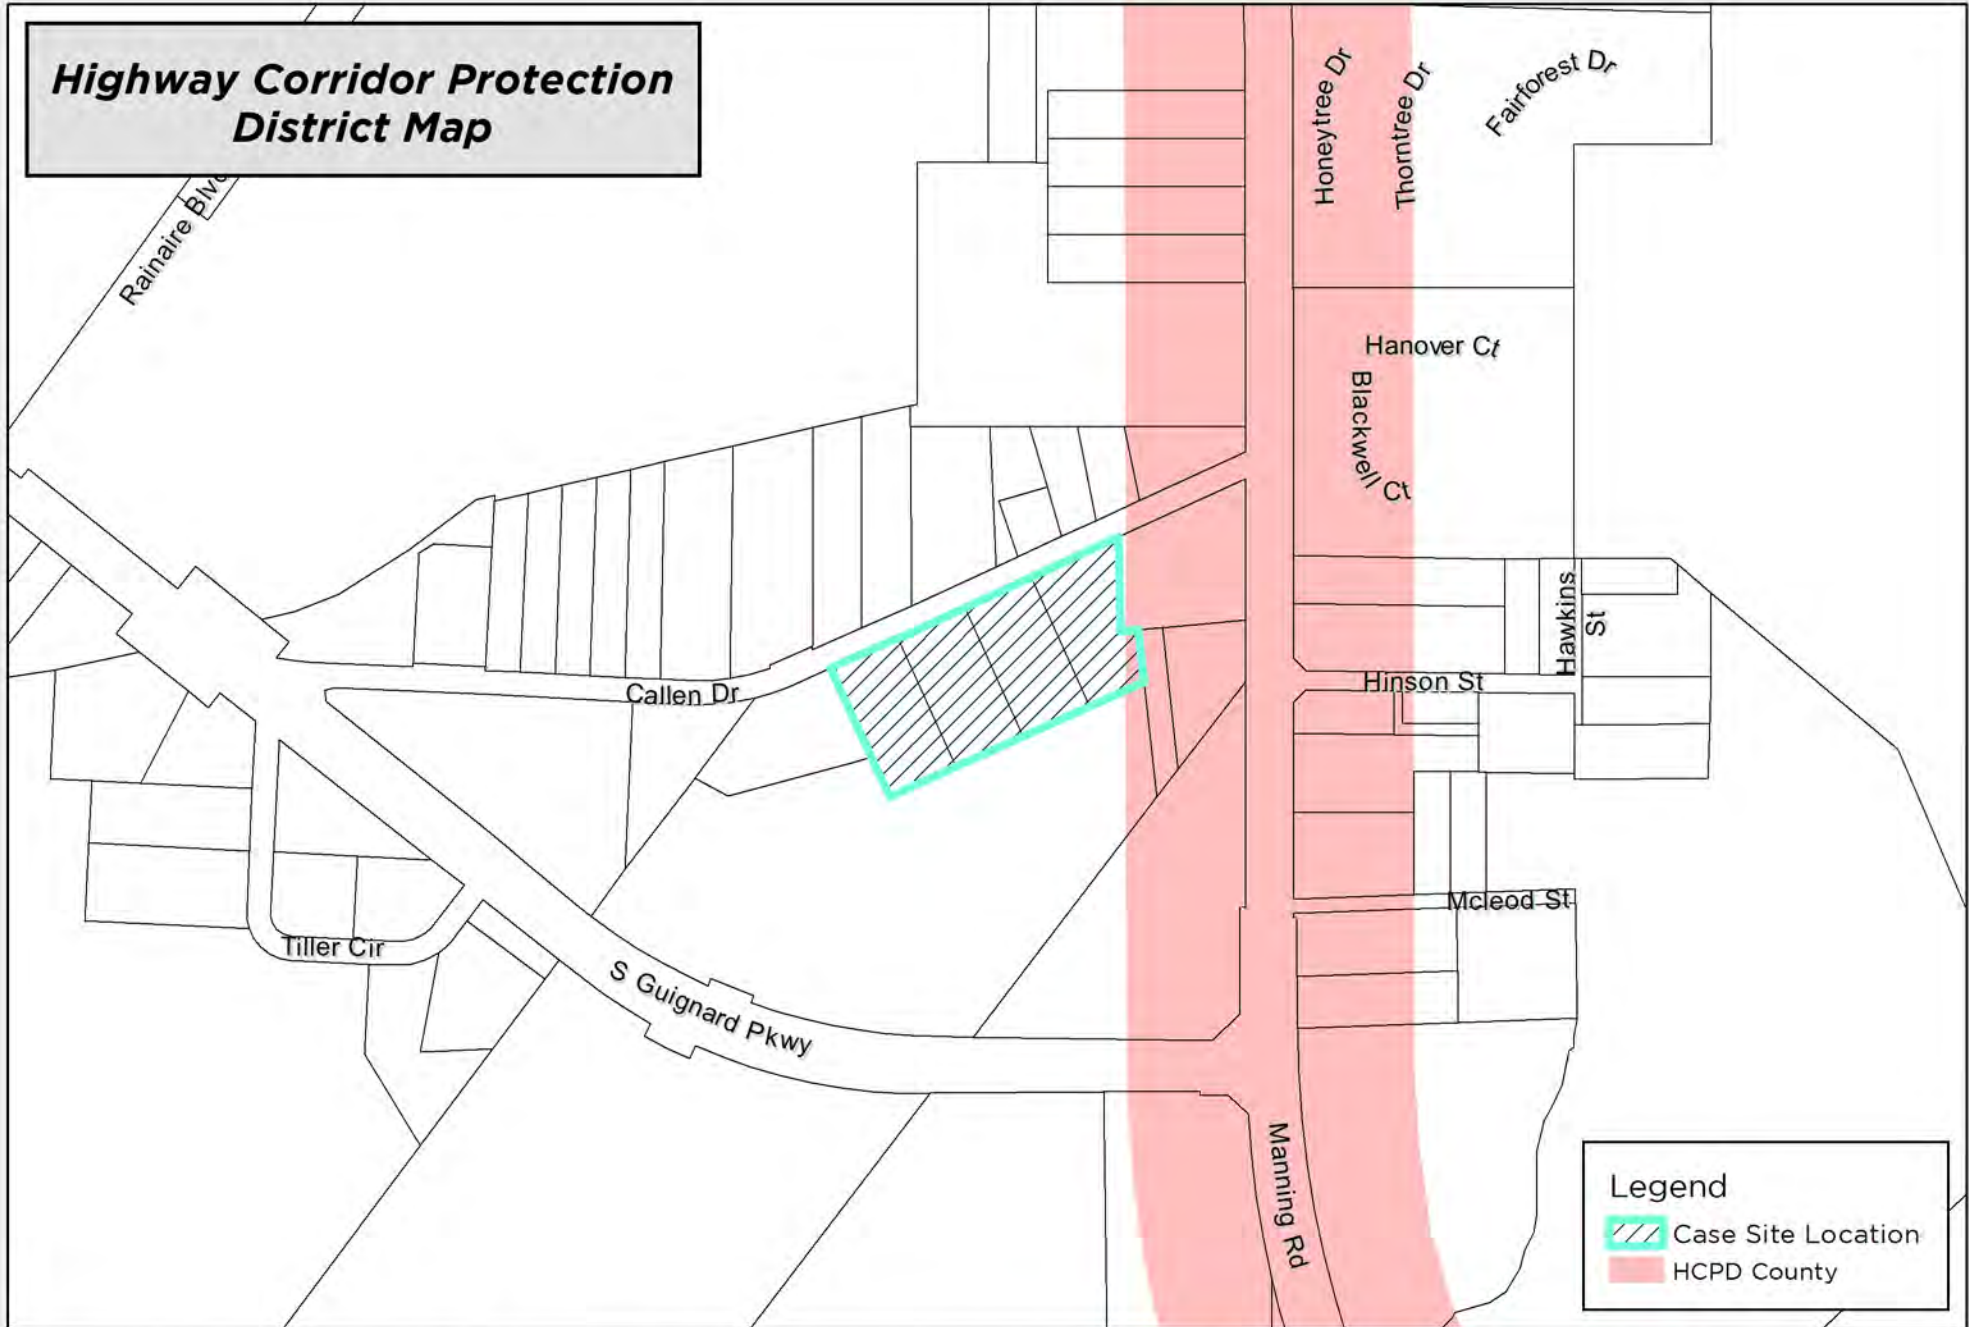 Highway Corridor Protection
District Map
Rainaire Blvd
Honeytree Dr
Thorntree Dr
Fairforest Dr
Hanover Ct
Blackwell Ct
Hawkins
St
Callen Dr
Hinson St
Mcleod St
Tiller Cir
S Guignard Pkwy
Manning Rd
Legend
Case Site Location
HCPD County